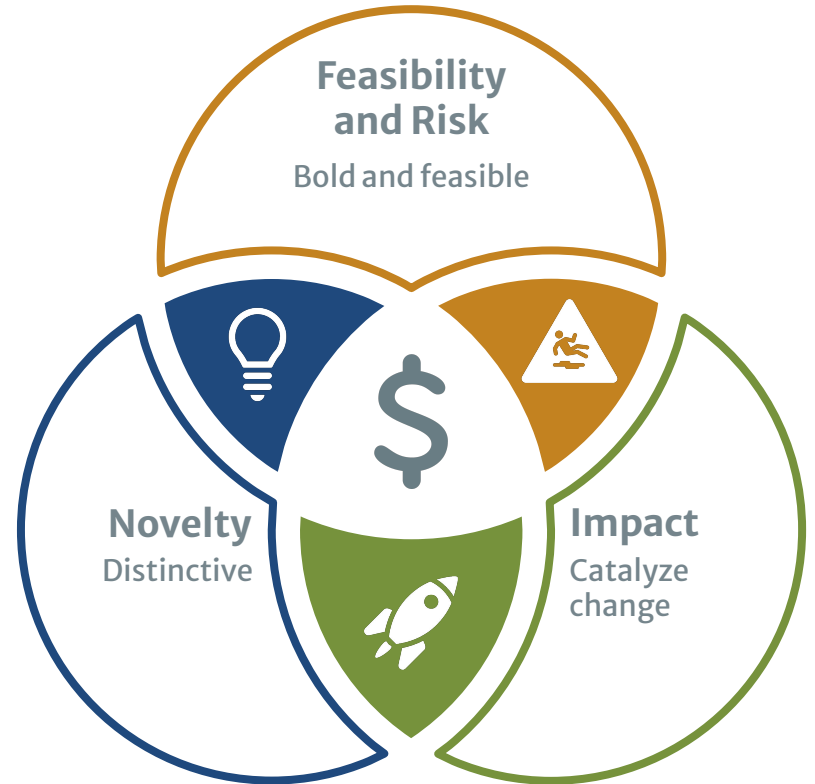 Feasibility
and Risk
Bold and feasible
$
Novelty
Distinctive
Impact
Catalyze
change